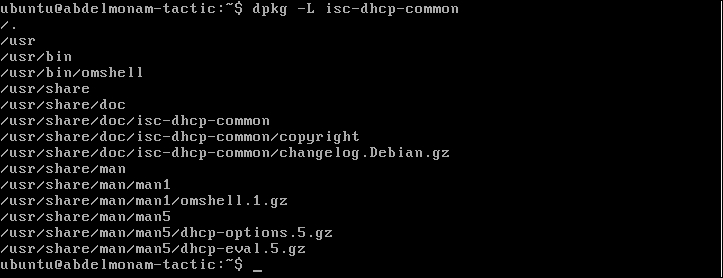 ubuntu@abdelmonam-tactic:~$ dpkg -L isc-dhcp-common
/.
/usr
/usr/bin
/usr/bin/omshell
/usr/share
/usr/share/doc
/usr/share/doc/isc-dhcp-common
/usr/share/doc/isc-dhcp-common/copyright
/usr/share/doc/isc-dhcp-common/changelog.Debian.gz
/usr/share/man
/usr/share/man/man1
/usr/share/man/man1/omshell.1.gz
/usr/share/man/man5
/usr/share/man/man5/dhcp-options.5.gz
/usr/share/man/man5/dhcp-eval.5.gz
ubuntu@abdelmonam-tactic:~$ _